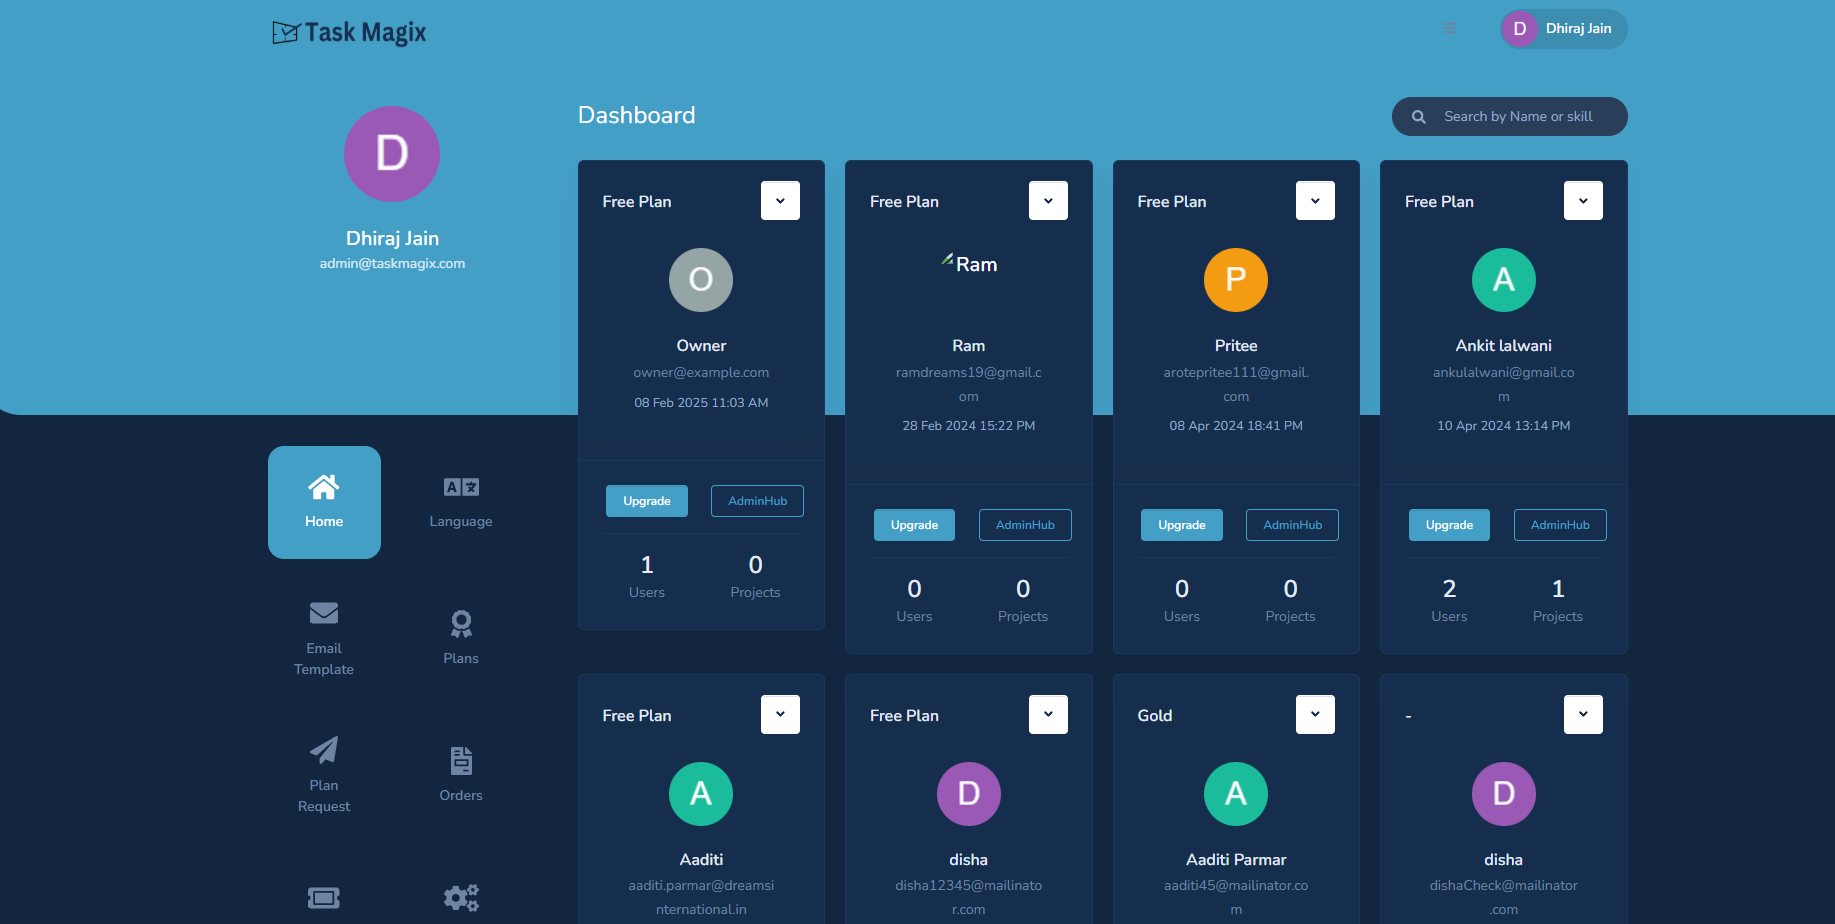 Task Magix
D Dhiraj Jain
D
Dhiraj Jain
admin@taskmagix.com
Dashboard
Search by Name or skill
Free Plan
O
Owner
owner@example.com
08 Feb 2025 11:03 AM
Upgrade AdminHub
1 0
Users Projects
Free Plan
Ram
Ram
ramdreams19@gmail.c
om
28 Feb 2024 15:22 PM
Upgrade AdminHub
0 0
Users Projects
Free Plan
P
Pritee
arotepritee111@gmail.
com
08 Apr 2024 18:41 PM
Upgrade AdminHub
0 0
Users Projects
Free Plan
A
Ankit lalwani
ankulalwani@gmail.co
m
10 Apr 2024 13:14 PM
Upgrade AdminHub
2 1
Users Projects
Home
A
Language
Email
Template
Plans
Plan
Request
Orders
Free Plan
A
Aaditi
aaditi.parmar@dreamsi
nternational.in
Free Plan
D
disha
disha12345@mailinato
r.com
Gold
A
Aaditi Parmar
aaditi45@mailinator.co
m
-
D
disha
dishaCheck@mailinator
.com